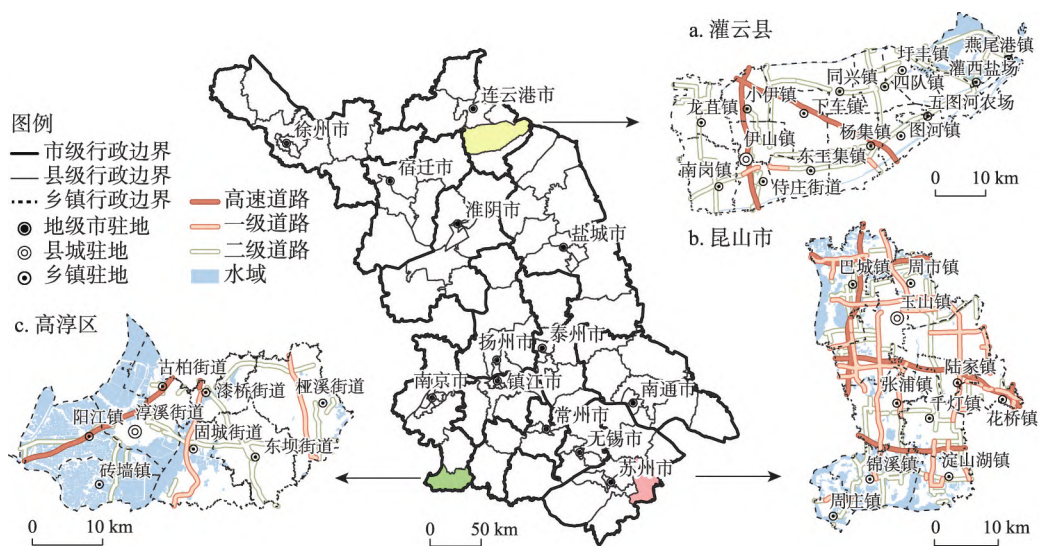 a. 灌云县
燕尾港镇
圩丰镇
灌西盐场
同兴镇
四队镇
小伊镇
五图河农场
龙苴镇
下车镇
伊山镇
杨集镇
图河镇
东王集镇
南岗镇
侍庄街道
0 10 km
连云港市
徐州市
宿迁市
淮阴市
盐城市
扬州市
泰州市
南京市
镇江市
南通市
常州市
无锡市
苏州市
0 50 km
图例
市级行政边界
县级行政边界
乡镇行政边界
地级市驻地
县城驻地
乡镇驻地
高速道路
一级道路
二级道路
水域
b. 昆山市
巴城镇
周市镇
玉山镇
陆家镇
张浦镇
千灯镇
花桥镇
锦溪镇
淀山湖镇
周庄镇
0 10 km
c. 高淳区
古柏街道
漆桥街道
桠溪街道
阳江镇
淳溪街道
固城街道
东坝街道
砖墙镇
0 10 km